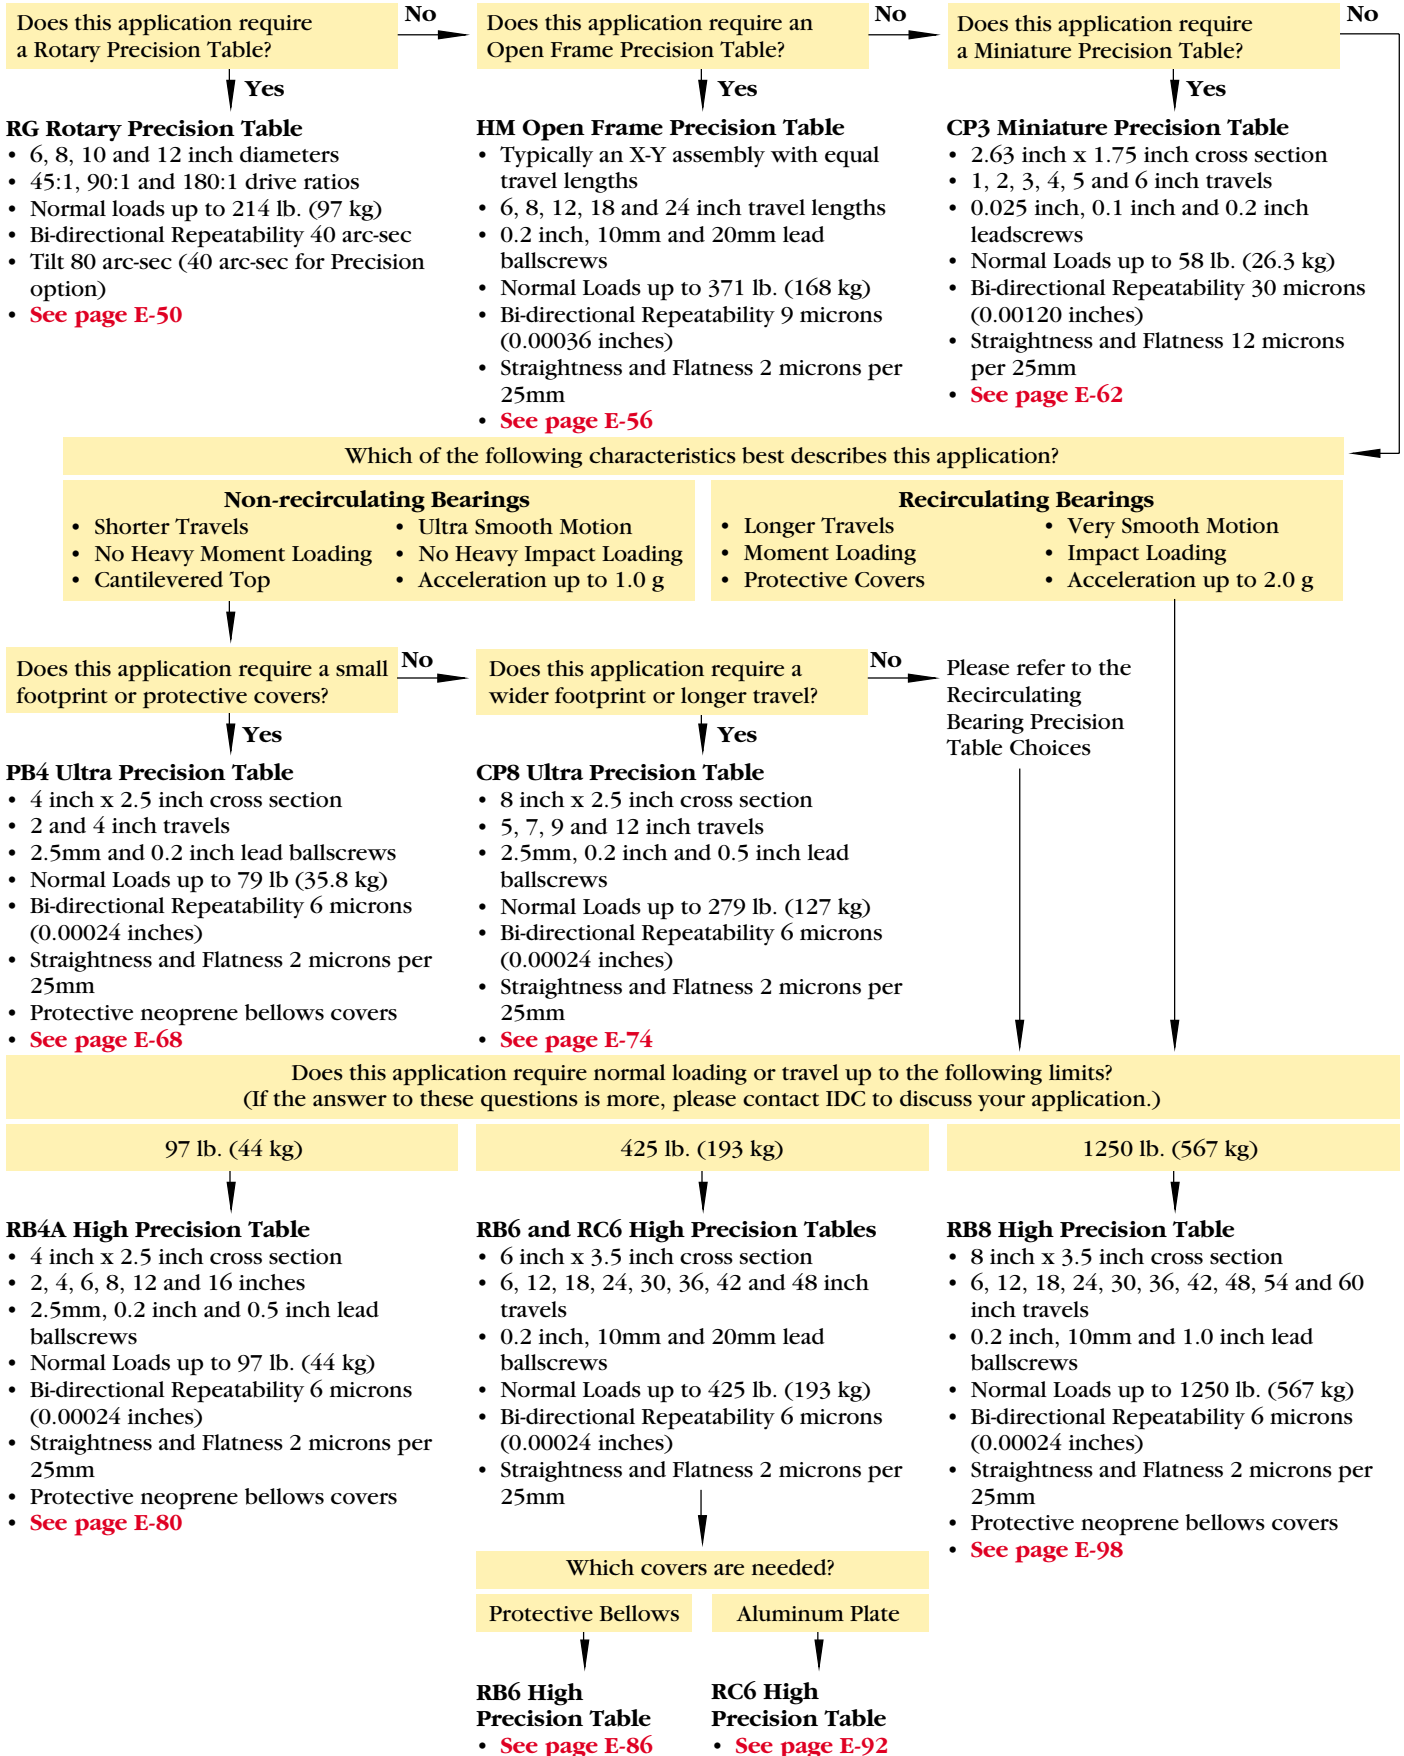 Does this application require
a Rotary Precision Table?
No
Does this application require an
Open Frame Precision Table?
No
Does this application require
a Miniature Precision Table?
No
Yes
Yes
Yes
RG Rotary Precision Table
• 6, 8, 10 and 12 inch diameters
• 45:1, 90:1 and 180:1 drive ratios
• Normal loads up to 214 lb. (97 kg)
• Bi-directional Repeatability 40 arc-sec
• Tilt 80 arc-sec (40 arc-sec for Precision
option)
• See page E-50
HM Open Frame Precision Table
• Typically an X-Y assembly with equal
travel lengths
• 6, 8, 12, 18 and 24 inch travel lengths
• 0.2 inch, 10mm and 20mm lead
ballscrews
• Normal Loads up to 371 lb. (168 kg)
• Bi-directional Repeatability 9 microns
(0.00036 inches)
• Straightness and Flatness 2 microns per
25mm
• See page E-56
CP3 Miniature Precision Table
• 2.63 inch x 1.75 inch cross section
• 1, 2, 3, 4, 5 and 6 inch travels
• 0.025 inch, 0.1 inch and 0.2 inch
leadscrews
• Normal Loads up to 58 lb. (26.3 kg)
• Bi-directional Repeatability 30 microns
(0.00120 inches)
• Straightness and Flatness 12 microns
per 25mm
• See page E-62
Which of the following characteristics best describes this application?
Non-recirculating Bearings
• Shorter Travels
• No Heavy Moment Loading
• Cantilevered Top
• Ultra Smooth Motion
• No Heavy Impact Loading
• Acceleration up to 1.0 g
Recirculating Bearings
• Longer Travels
• Moment Loading
• Protective Covers
• Very Smooth Motion
• Impact Loading
• Acceleration up to 2.0 g
Does this application require a small
footprint or protective covers?
No
Does this application require a
wider footprint or longer travel?
No
Please refer to the
Recirculating
Bearing Precision
Table Choices
Yes
Yes
PB4 Ultra Precision Table
• 4 inch x 2.5 inch cross section
• 2 and 4 inch travels
• 2.5mm and 0.2 inch lead ballscrews
• Normal Loads up to 79 lb (35.8 kg)
• Bi-directional Repeatability 6 microns
(0.00024 inches)
• Straightness and Flatness 2 microns per
25mm
• Protective neoprene bellows covers
• See page E-68
CP8 Ultra Precision Table
• 8 inch x 2.5 inch cross section
• 5, 7, 9 and 12 inch travels
• 2.5mm, 0.2 inch and 0.5 inch lead
ballscrews
• Normal Loads up to 279 lb. (127 kg)
• Bi-directional Repeatability 6 microns
(0.00024 inches)
• Straightness and Flatness 2 microns per
25mm
• See page E-74
Does this application require normal loading or travel up to the following limits?
(If the answer to these questions is more, please contact IDC to discuss your application.)
97 lb. (44 kg)
425 lb. (193 kg)
1250 lb. (567 kg)
RB4A High Precision Table
• 4 inch x 2.5 inch cross section
• 2, 4, 6, 8, 12 and 16 inches
• 2.5mm, 0.2 inch and 0.5 inch lead
ballscrews
• Normal Loads up to 97 lb. (44 kg)
• Bi-directional Repeatability 6 microns
(0.00024 inches)
• Straightness and Flatness 2 microns per
25mm
• Protective neoprene bellows covers
• See page E-80
RB6 and RC6 High Precision Tables
• 6 inch x 3.5 inch cross section
• 6, 12, 18, 24, 30, 36, 42 and 48 inch
travels
• 0.2 inch, 10mm and 20mm lead
ballscrews
• Normal Loads up to 425 lb. (193 kg)
• Bi-directional Repeatability 6 microns
(0.00024 inches)
• Straightness and Flatness 2 microns per
25mm
RB8 High Precision Table
• 8 inch x 3.5 inch cross section
• 6, 12, 18, 24, 30, 36, 42, 48, 54 and 60
inch travels
• 0.2 inch, 10mm and 1.0 inch lead
ballscrews
• Normal Loads up to 1250 lb. (567 kg)
• Bi-directional Repeatability 6 microns
(0.00024 inches)
• Straightness and Flatness 2 microns per
25mm
• Protective neoprene bellows covers
• See page E-98
Which covers are needed?
Protective Bellows
Aluminum Plate
RB6 High
Precision Table
• See page E-86
RC6 High
Precision Table
• See page E-92